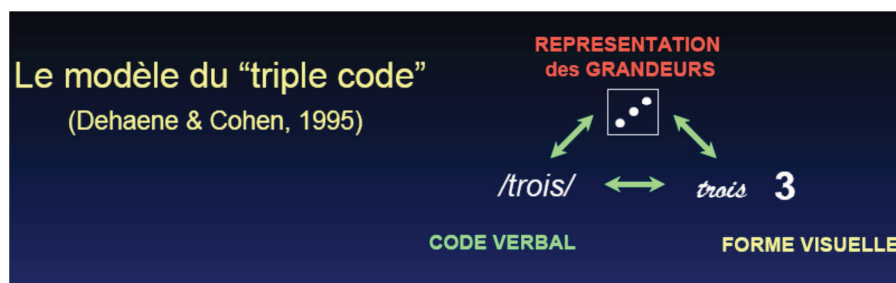 Le modèle du “triple code”
(Dehaene & Cohen, 1995)
REPRESENTATION
des GRANDEURS
/trois/
trois 3
CODE VERBAL
FORME VISUELLE